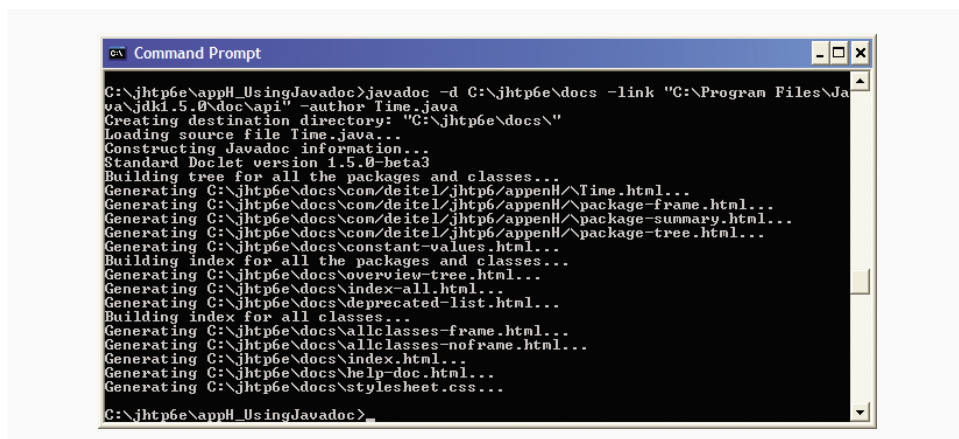 Command Prompt
C:\jhtp6e\appH_UsingJavadoc>javadoc -d C:\jhtp6e\docs -link "C:\Program Files\Ja
va\jdk1.5.0\doc\api" -author Time.java
Creating destination directory: "C:\jhtp6e\docs\"
Loading source file Time.java...
Constructing Javadoc information...
Standard Doclet version 1.5.0-beta3
Building tree for all the packages and classes...
Generating C:\jhtp6e\docs\com/deitel/jhtp6/appenH/\Time.html...
Generating C:\jhtp6e\docs\com/deitel/jhtp6/appenH/\package-frame.html...
Generating C:\jhtp6e\docs\com/deitel/jhtp6/appenH/\package-summary.html...
Generating C:\jhtp6e\docs\com/deitel/jhtp6/appenH/\package-tree.html...
Generating C:\jhtp6e\docs\constant-values.html...
Building index for all the packages and classes...
Generating C:\jhtp6e\docs\overview-tree.html...
Generating C:\jhtp6e\docs\index-all.html...
Generating C:\jhtp6e\docs\deprecated-list.html...
Building index for all classes...
Generating C:\jhtp6e\docs\allclasses-frame.html...
Generating C:\jhtp6e\docs\allclasses-noframe.html...
Generating C:\jhtp6e\docs\index.html...
Generating C:\jhtp6e\docs\help-doc.html...
Generating C:\jhtp6e\docs\stylesheet.css...
C:\jhtp6e\appH_UsingJavadoc>_